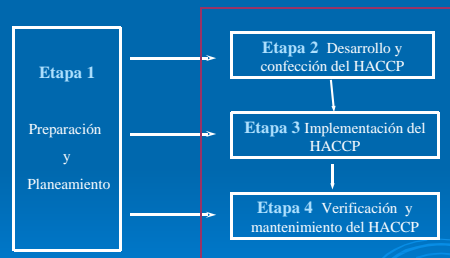 Etapa 1
Preparación
y
Planeamiento
Etapa 2 Desarrollo y
confección del HACCP
Etapa 3 Implementación del
HACCP
Etapa 4 Verificación y
mantenimiento del HACCP